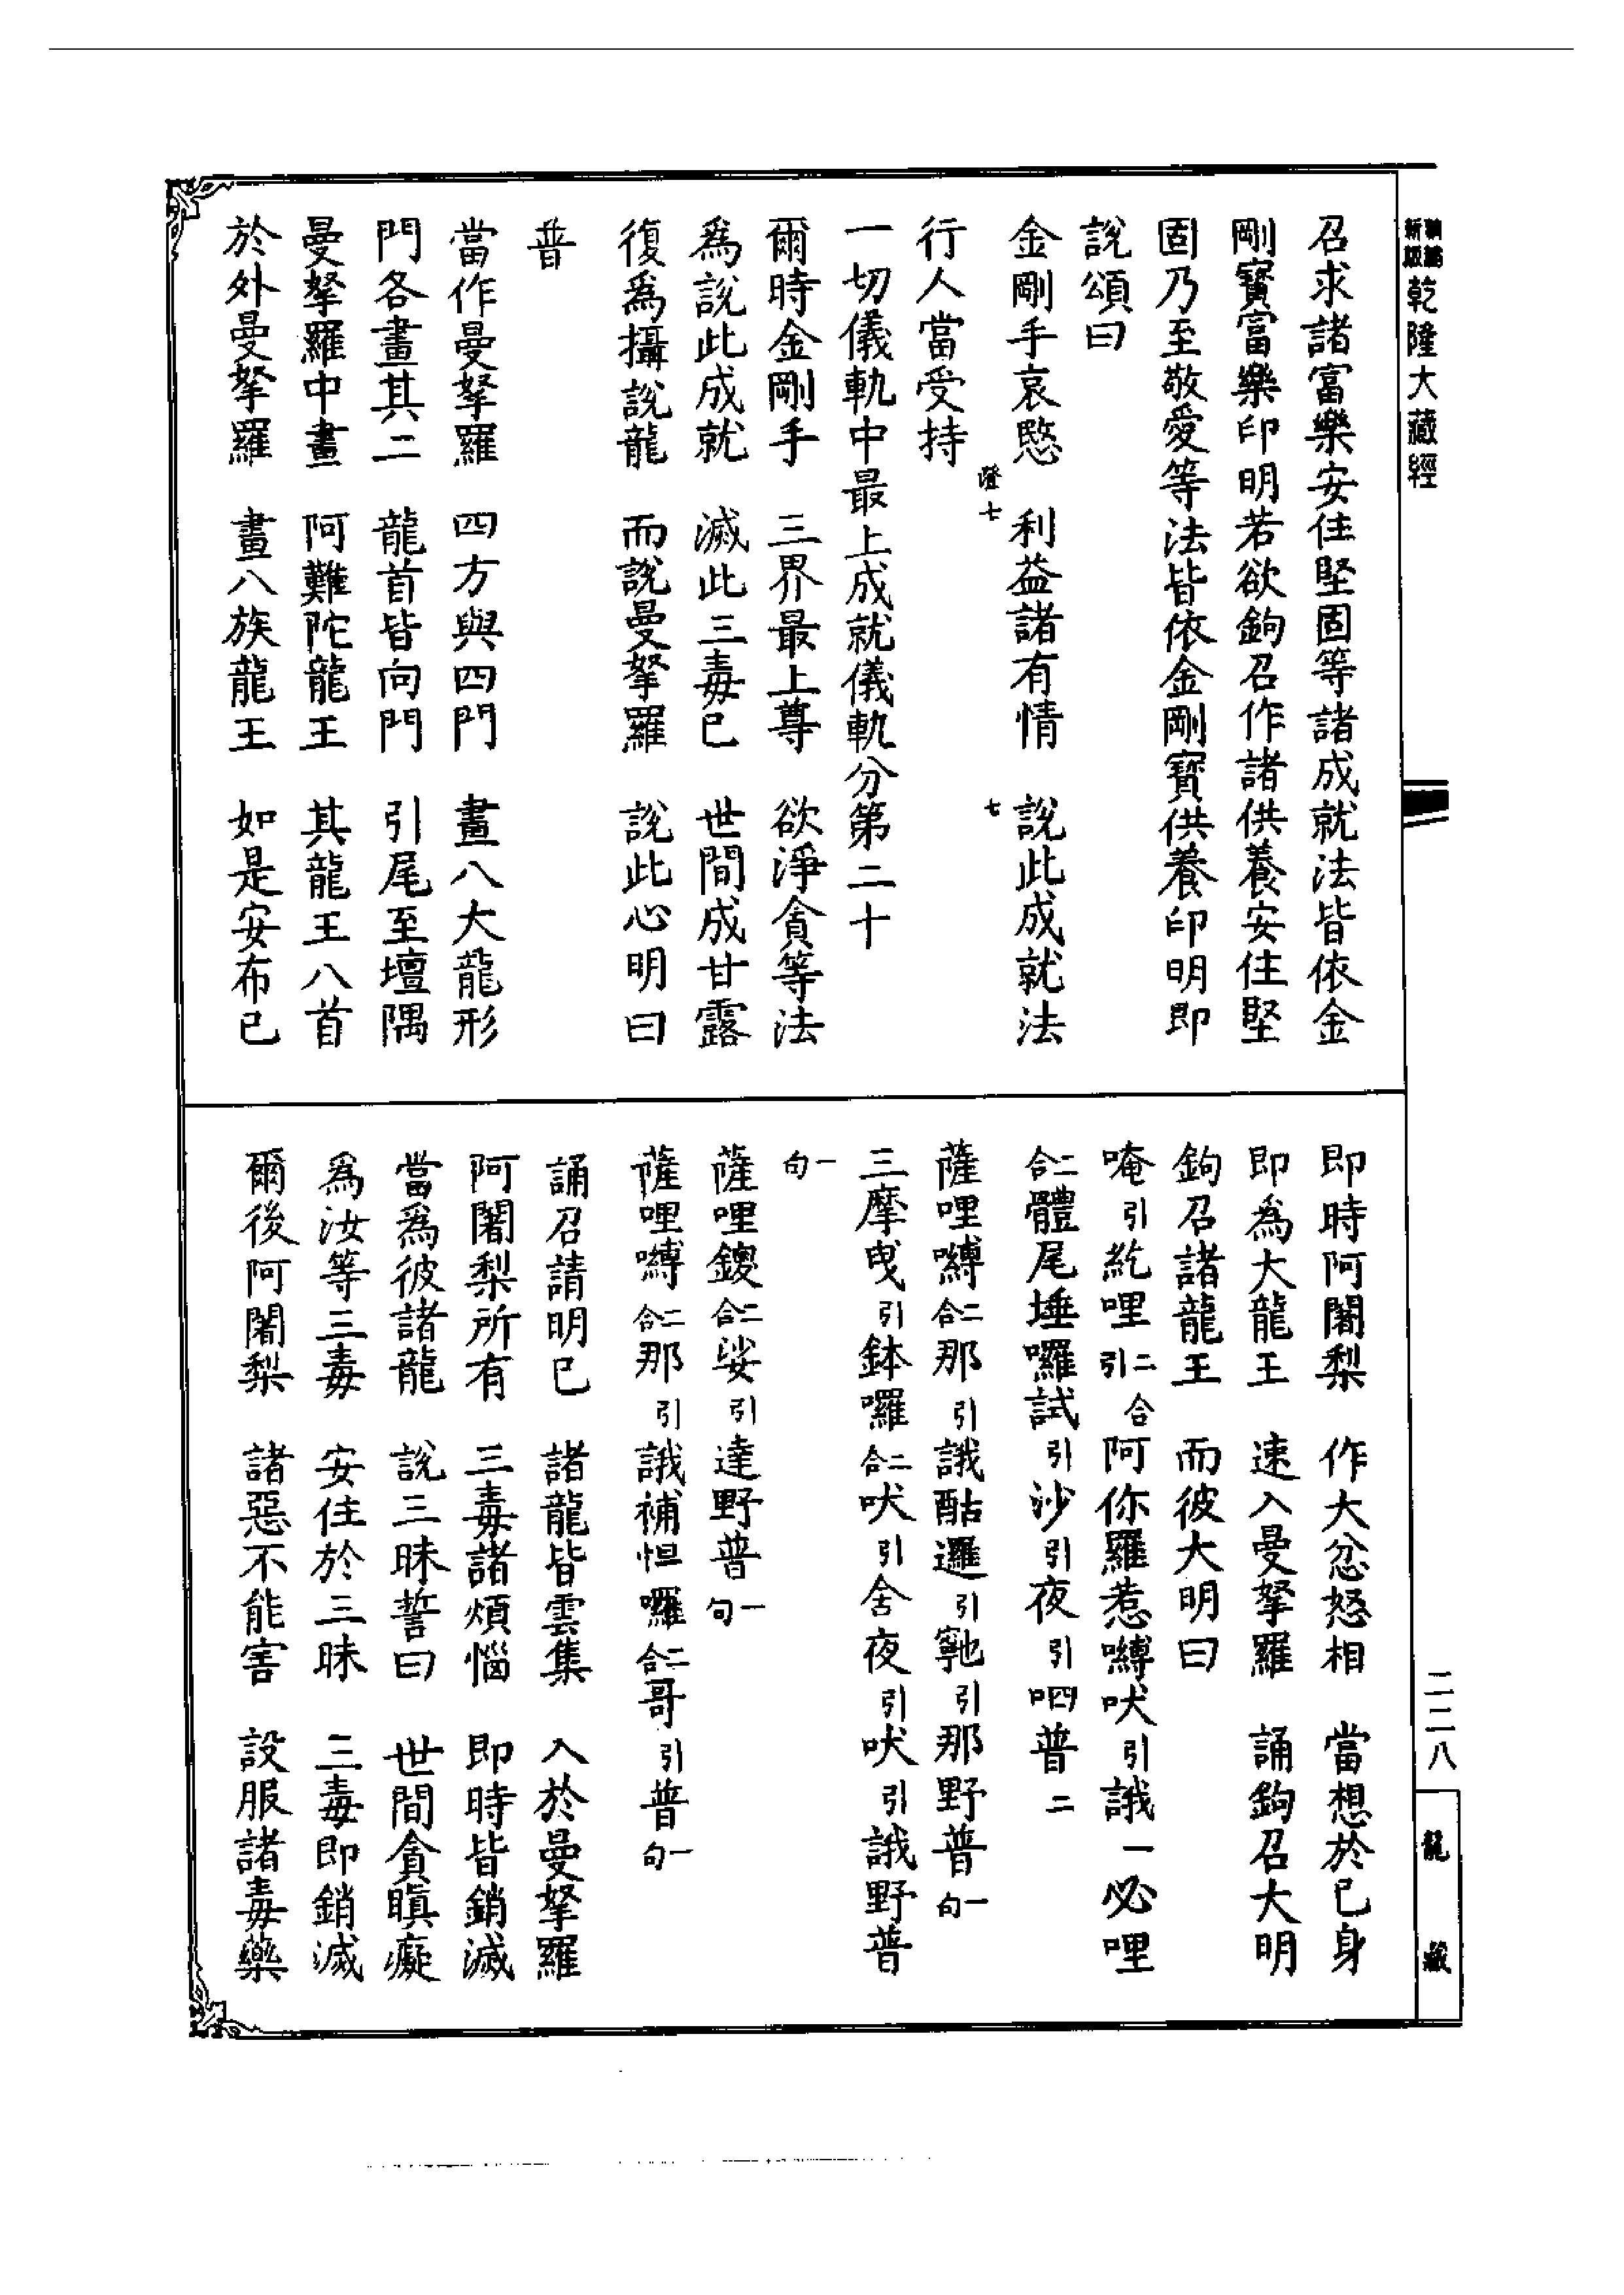 新編
新版
乾隆大藏經
召求諸富樂安住堅固等諸成就法皆依金
剛寶富樂印明若欲鉤召作諸供養安住堅
固乃至敬愛等法皆依金剛寶供養印明即
說頌曰
金剛手哀愍　利益諸有情　說此成就法
澄七　七
行人當受持
一切儀軌中最上成就儀軌分第二十
爾時金剛手　三界最上尊　欲淨貪等法
為說此成就　滅此三毒已　世間成甘露
復為攝說龍　而說曼拏羅　說此心明曰
普
當作曼拏羅　四方與四門　畫八大龍形
門各畫其二　龍首皆向門　引尾至壇隅
曼拏羅中畫　阿難陀龍王　其龍王八首
於外曼拏羅　畫八族龍王　如是安布已
即時阿闍梨　作大忿怒相　當想於已身
即為大龍王　速入曼拏羅　誦鉤召大明
鉤召諸龍王　而彼大明曰
唵引紇哩引二合阿你羅惹嚩吠引誐一必哩
二合體尾埵囉試引沙引夜引呬普二
薩哩嚩二合那引誐酤邏引㝹引那野普一句
三摩曳引鉢囉二合吠引舍夜引吠引誐野普
一句
薩哩鑁二合娑引達野普一句
薩哩嚩二合那引誐補怛囉二合哥引普一句
誦召請明已　諸龍皆雲集　入於曼拏羅
阿闍梨所有　三毒諸煩惱　即時皆銷滅
當為彼諸龍　說三昧誓曰　世間貪瞋癡
為汝等三毒　安住於三昧　三毒即銷滅
爾後阿闍梨　諸惡不能害　設服諸毒藥
二二八
龍藏